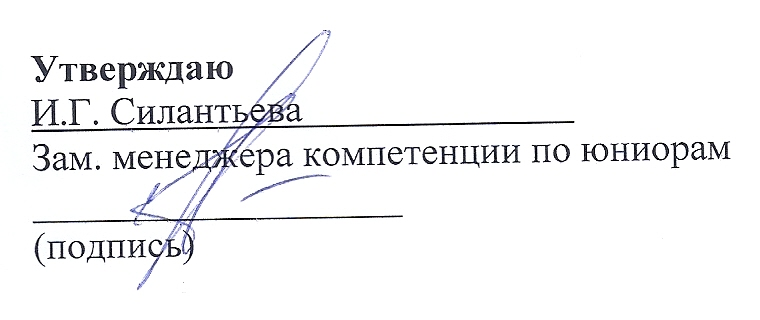 Утверждаю
И.Г. Силантьева
Зам. менеджера компетенции по юниорам
(подпись)